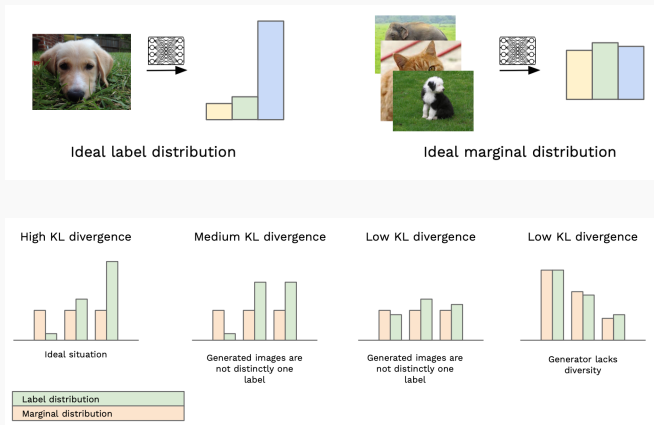 Ideal label distribution
Ideal marginal distribution
High KL divergence
Medium KL divergence
Low KL divergence
Low KL divergence
Ideal situation
Generated images are
not distinctly one
label
Generated images are
not distinctly one
label
Generator lacks
diversity
Label distribution
Marginal distribution